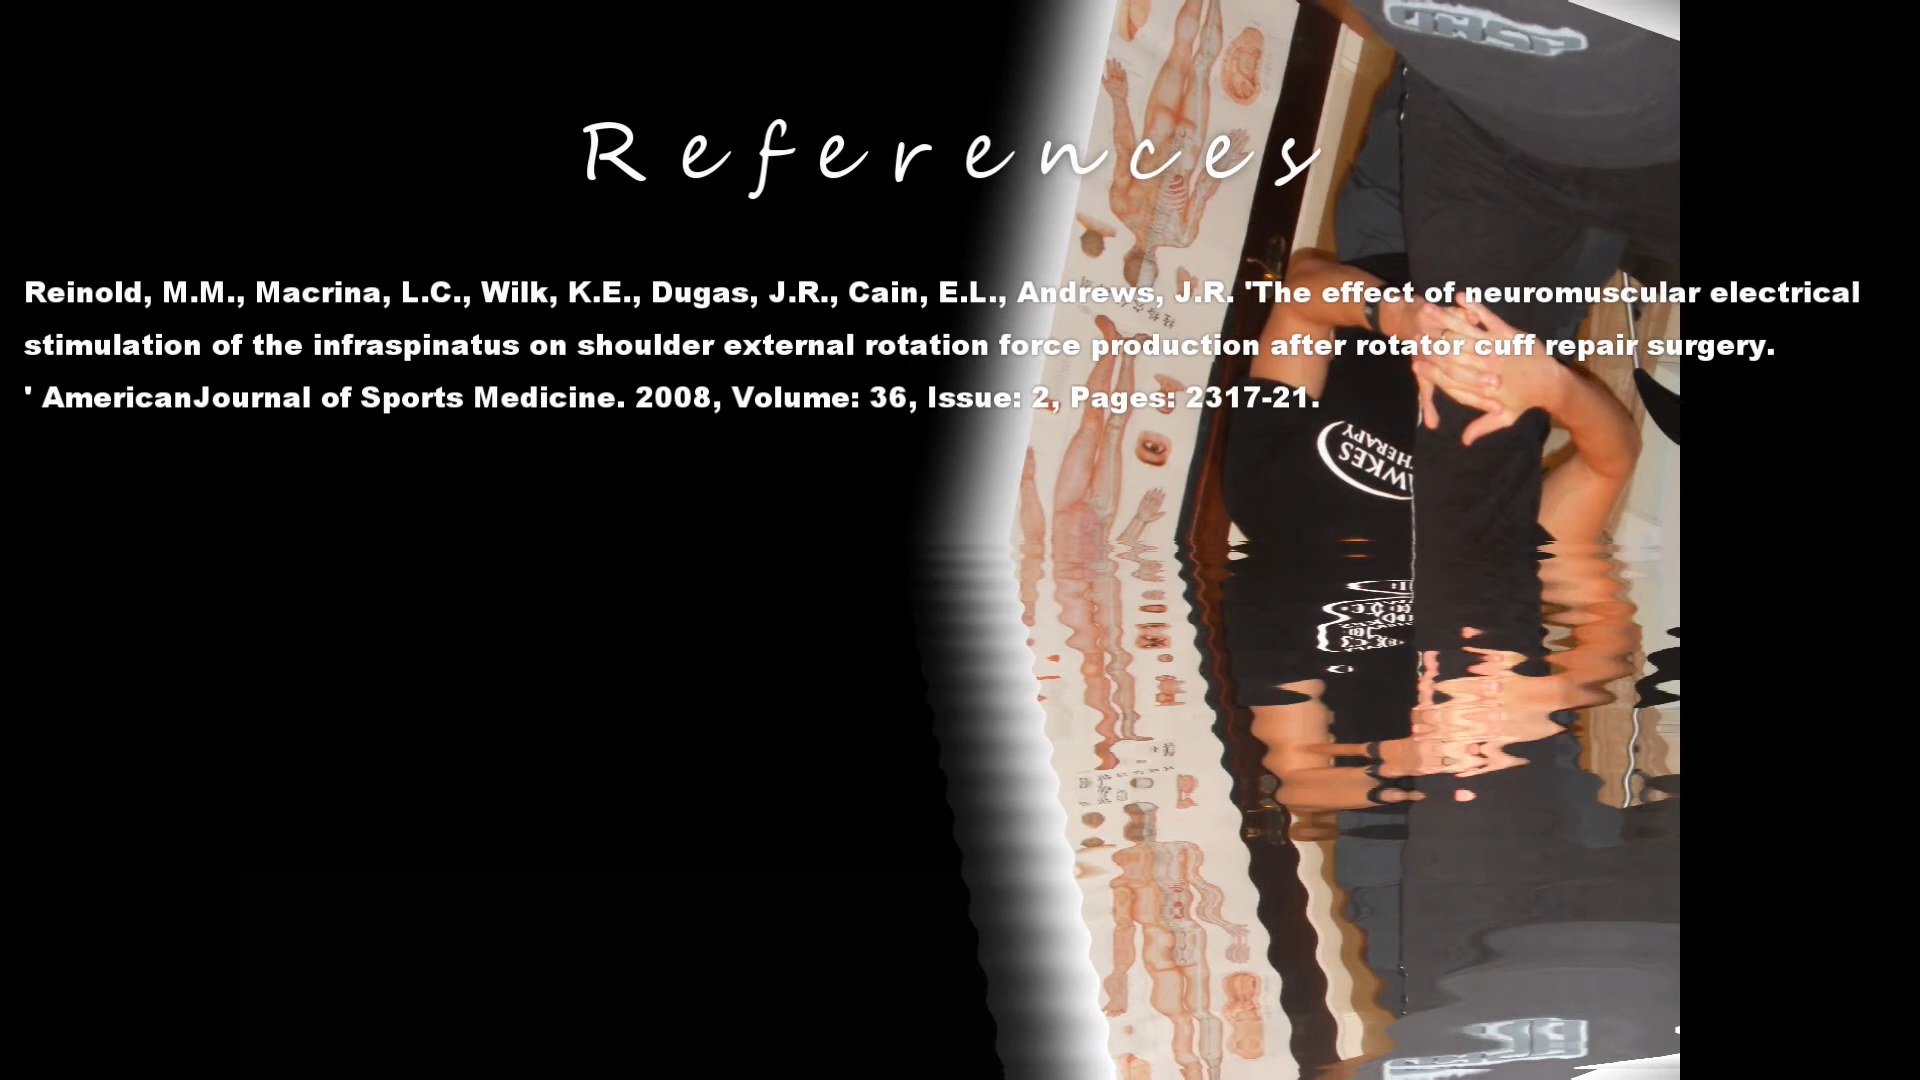 References
Reinold, M.M., Macrina, L.C., Wilk, K.E., Dugas, J.R., Cain, E.L., Andrews, J.R. 'The effect of neuromuscular electrical
stimulation of the infraspinatus on shoulder external rotation force production after rotator cuff repair surgery.
' AmericanJournal of Sports Medicine. 2008, Volume: 36, Issue: 2, Pages: 2317-21.